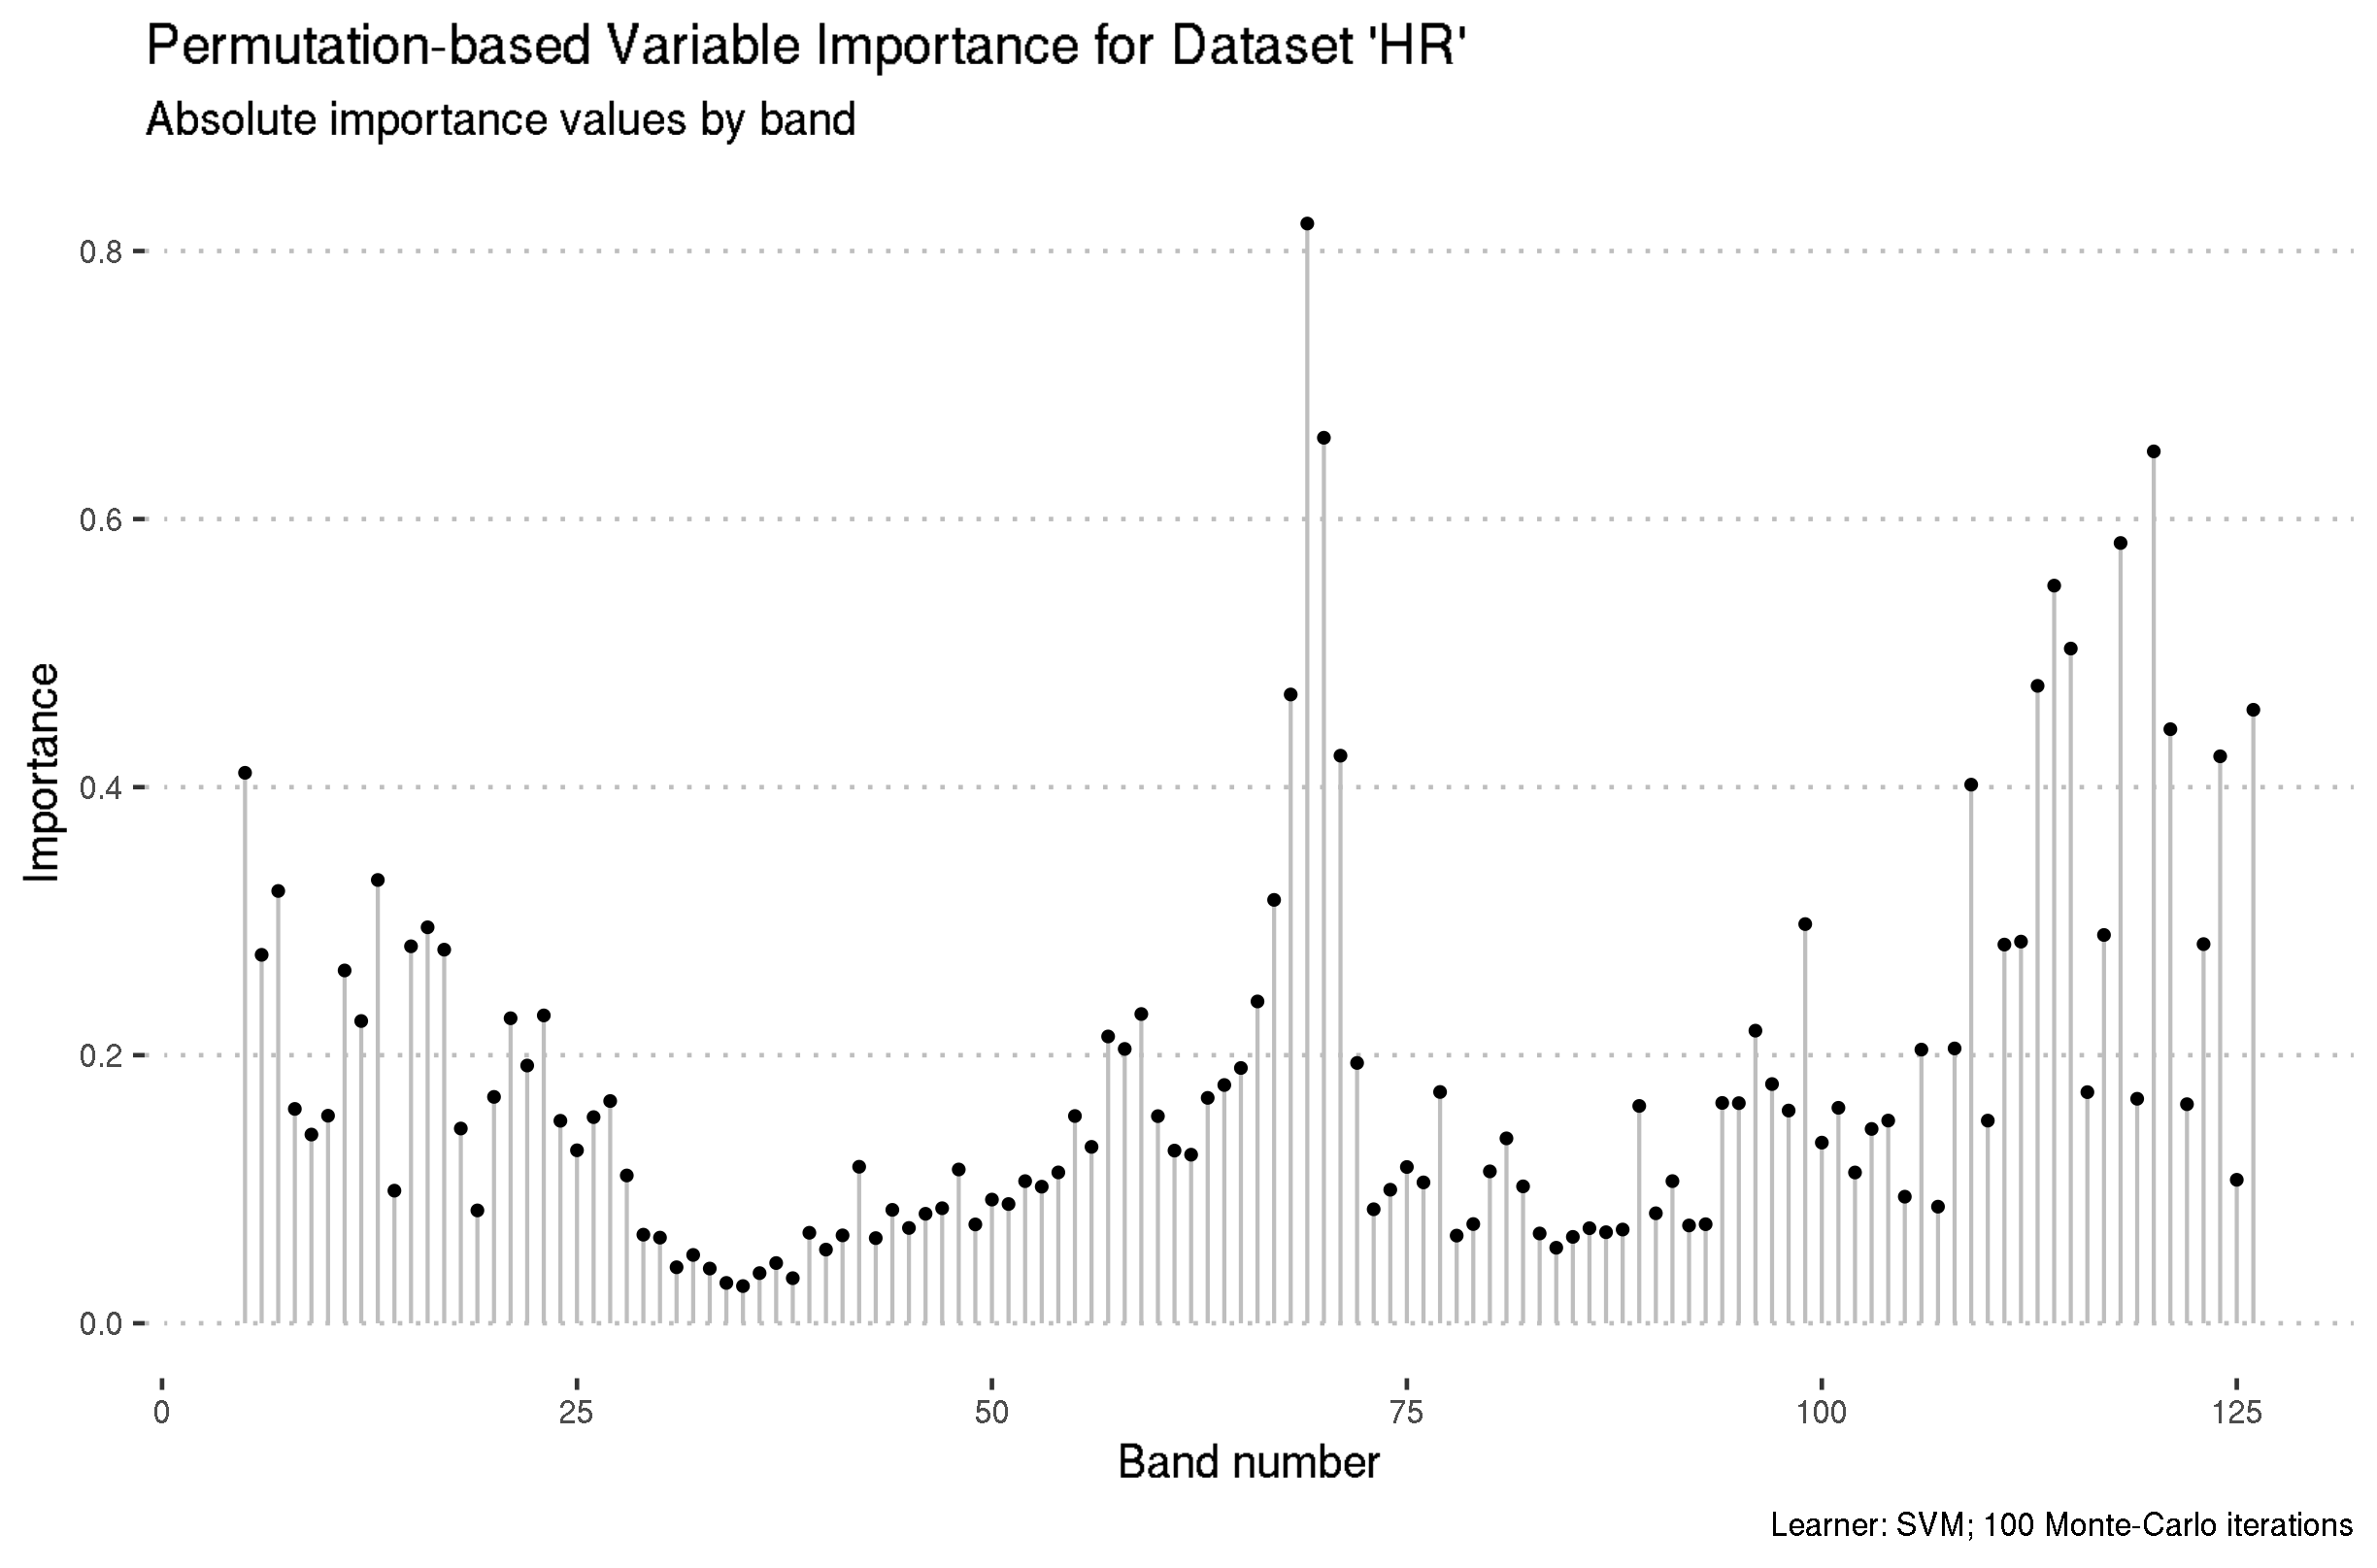 Permutation-based Variable Importance for Dataset 'HR'
Absolute importance values by band
0.8
0.6
0.4
0.2
0.0
Importance
0 25 50 75 100 125
Band number
Learner: SVM; 100 Monte-Carlo iterations